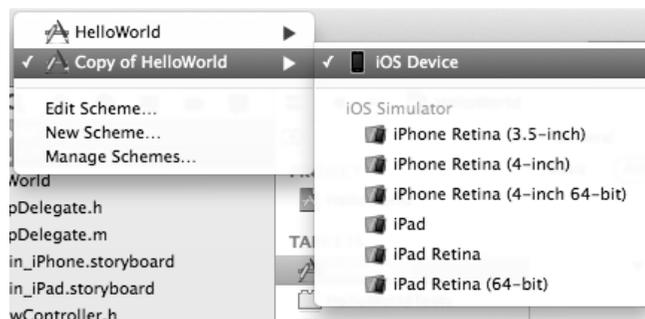 HelloWorld
Copy of HelloWorld
Edit Scheme...
New Scheme...
Manage Schemes...
iOS Device
iOS Simulator
iPhone Retina (3.5-inch)
iPhone Retina (4-inch)
iPhone Retina (4-inch 64-bit)
iPad
iPad Retina
iPad Retina (64-bit)
World
pDelegate.h
pDelegate.m
in_iPhone.storyboard
in_iPad.storyboard
wController.h
TA